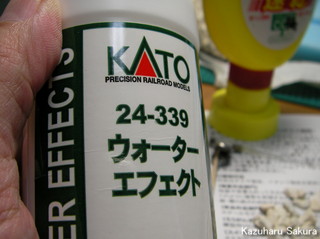 KATO
PRECISION RAILROAD MODELS
24-339
ウォーター
エフェクト
ER EFFECTS
Kazuharu Sakura